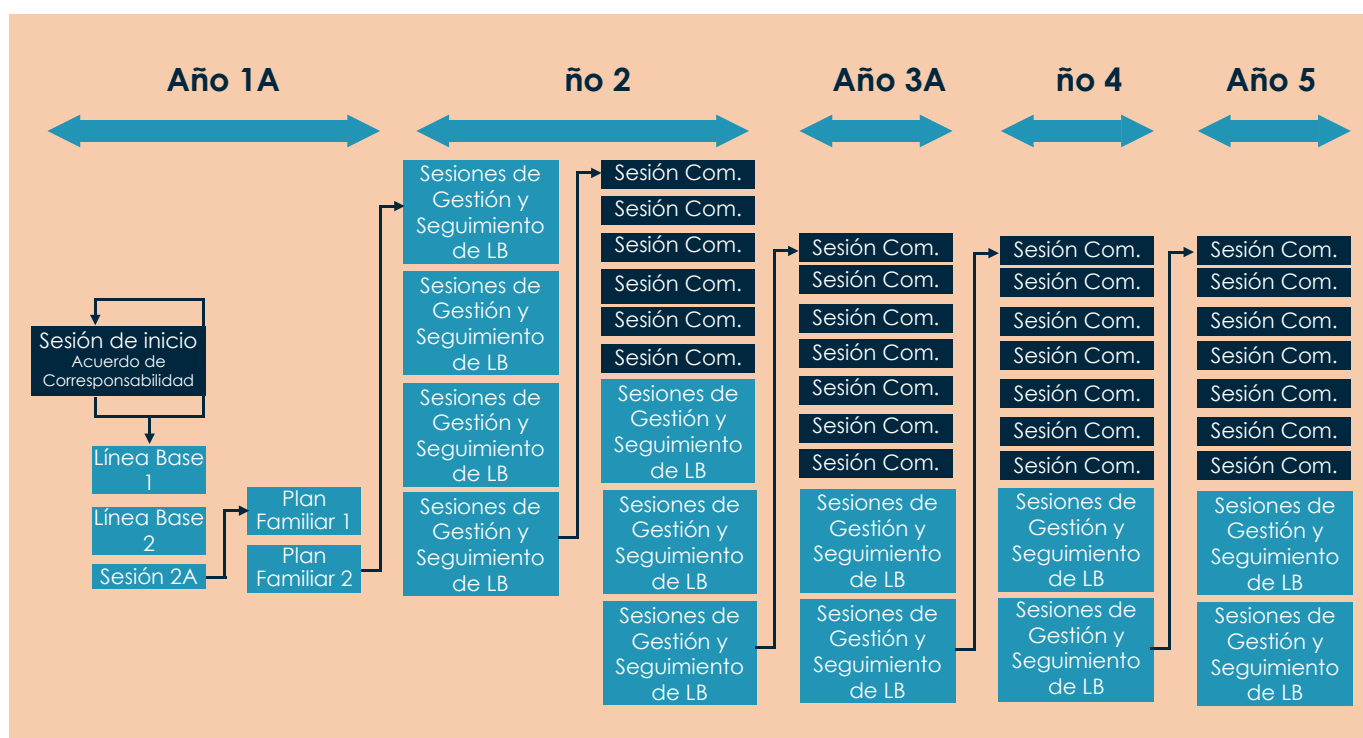 Año 1A
ño 2
Año 3A
ño 4
Año 5
Sesión de inicio
Acuerdo de
Corresponsabilidad
Línea Base
1
Línea Base
2
Sesión 2A
Plan
Familiar 1
Plan
Familiar 2
Sesiones de
Gestión y
Seguimiento
de LB
Sesiones de
Gestión y
Seguimiento
de LB
Sesiones de
Gestión y
Seguimiento
de LB
Sesiones de
Gestión y
Seguimiento
de LB
Sesión Com.
Sesión Com.
Sesión Com.
Sesión Com.
Sesión Com.
Sesión Com.
Sesiones de
Gestión y
Seguimiento
de LB
Sesiones de
Gestión y
Seguimiento
de LB
Sesiones de
Gestión y
Seguimiento
de LB
Sesión Com.
Sesión Com.
Sesión Com.
Sesión Com.
Sesión Com.
Sesión Com.
Sesión Com.
Sesiones de
Gestión y
Seguimiento
de LB
Sesiones de
Gestión y
Seguimiento
de LB
Sesión Com.
Sesión Com.
Sesión Com.
Sesión Com.
Sesión Com.
Sesión Com.
Sesión Com.
Sesiones de
Gestión y
Seguimiento
de LB
Sesiones de
Gestión y
Seguimiento
de LB
Sesión Com.
Sesión Com.
Sesión Com.
Sesión Com.
Sesión Com.
Sesión Com.
Sesión Com.
Sesiones de
Gestión y
Seguimiento
de LB
Sesiones de
Gestión y
Seguimiento
de LB